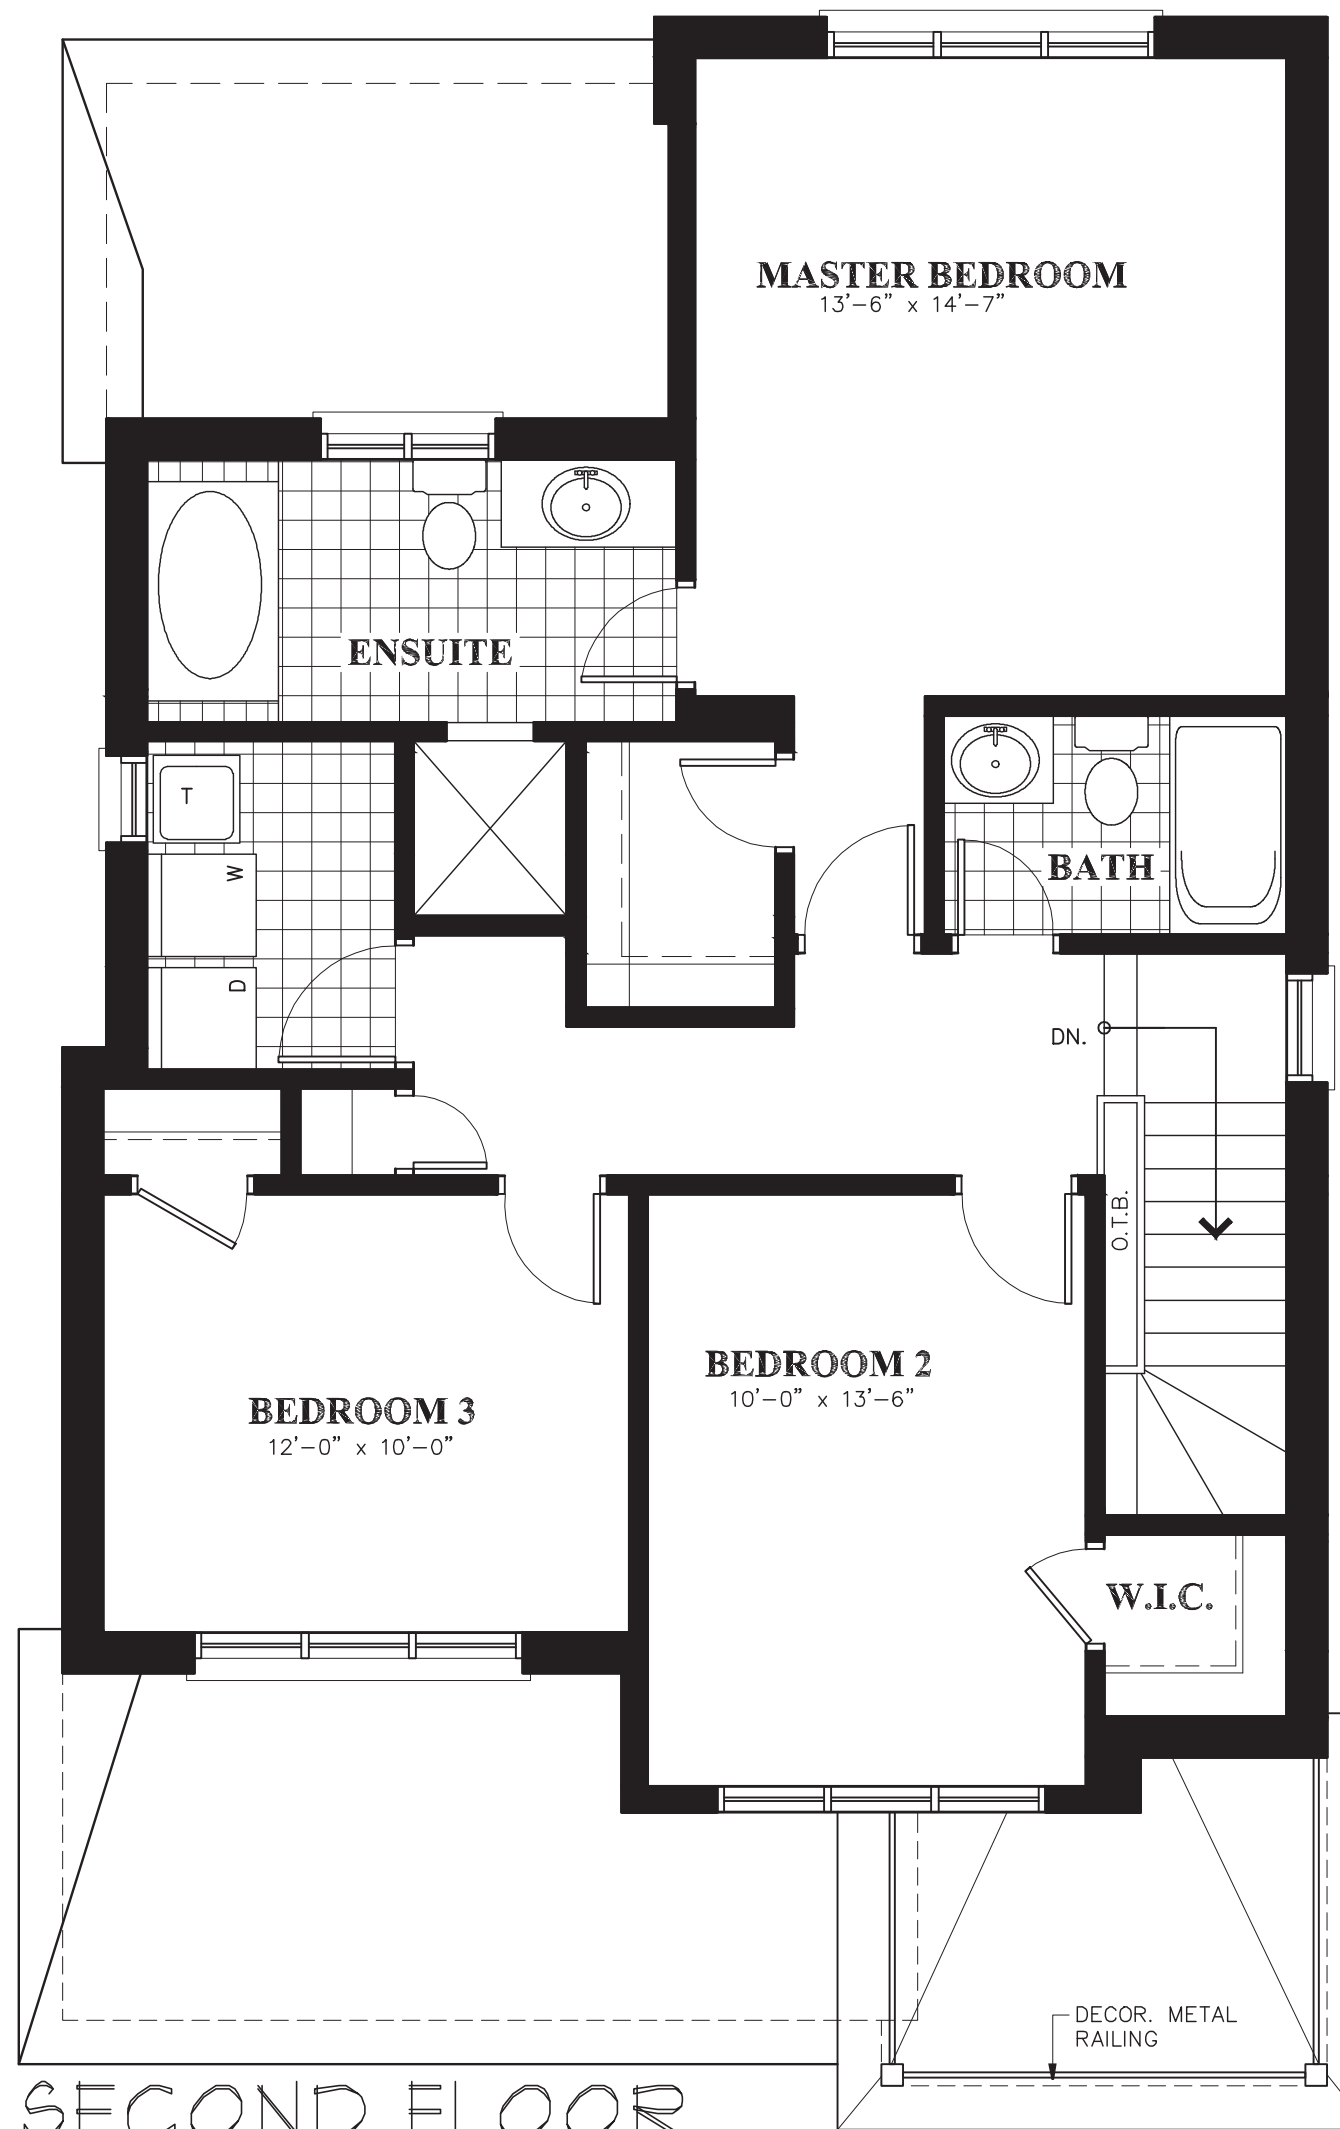 MASTER BEDROOM
13'-6" x 14'-7"
ENSUITE
T
W
D
BATH
DN.
O.T.B.
BEDROOM 2
10'-0" x 13'-6"
BEDROOM 3
12'-0" x 10'-0"
W.I.C.
DECOR. METAL
RAILING
SECOND FLOOR